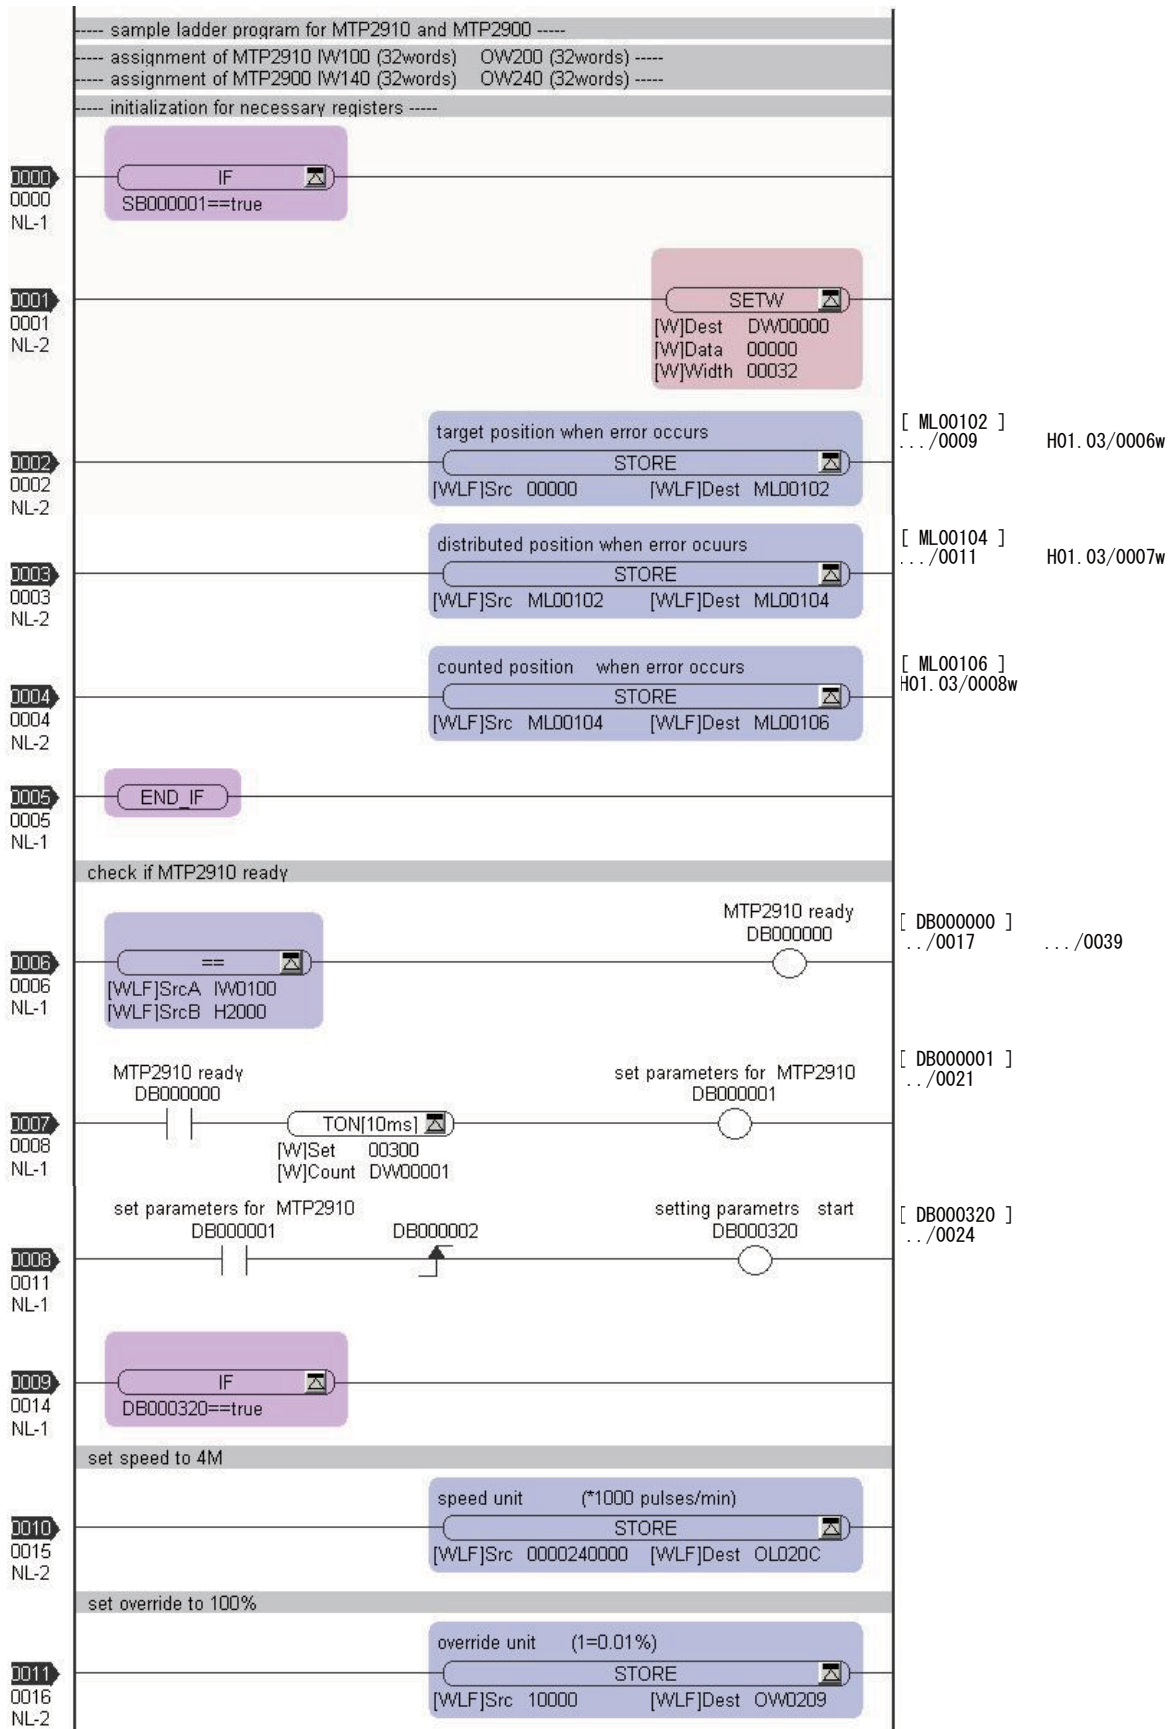 ----- sample ladder program for MTP2910 and MTP2900 -----
----- assignment of MTP2910 IW100 (32words) OW200 (32words) -----
----- assignment of MTP2900 IW140 (32words) OW240 (32words) -----
----- initialization for necessary registers -----
0000 IF
0000 SB000001==true
NL-1
0001 SETW
0001 [W]Dest DW00000
NL-2 [W]Data 00000
[W]Width 00032
target position when error occurs [ ML00102 ]
.../0009 H01.03/0006w
0002 STORE
0002 [WLF]Src 00000 [WLF]Dest ML00102
NL-2
distributed position when error ocuurs [ ML00104 ]
.../0011 H01.03/0007w
0003 STORE
0003 [WLF]Src ML00102 [WLF]Dest ML00104
NL-2
counted position when error occurs [ ML00106 ]
H01.03/0008w
0004 STORE
0004 [WLF]Src ML00104 [WLF]Dest ML00106
NL-2
0005 END_IF
0005
NL-1
check if MTP2910 ready
MTP2910 ready [ DB000000 ]
DB000000 ../0017 .../0039
0006 ==
0006 [WLF]SrcA IW0100
NL-1 [WLF]SrcB H2000
MTP2910 ready set parameters for MTP2910 [ DB000001 ]
DB000000 DB000001 ../0021
0007 TON[10ms]
0008 [W]Set 00300
NL-1 [W]Count DW00001
set parameters for MTP2910 setting parametrs start [ DB000320 ]
DB000001 DB000002 DB000320 ../0024
0008
0011
NL-1
0009 IF
0014 DB000320==true
NL-1
set speed to 4M
speed unit (*1000 pulses/min)
0010 STORE
0015 [WLF]Src 0000240000 [WLF]Dest OL020C
NL-2
set override to 100%
override unit (1=0.01%)
0011 STORE
0016 [WLF]Src 10000 [WLF]Dest OW0209
NL-2